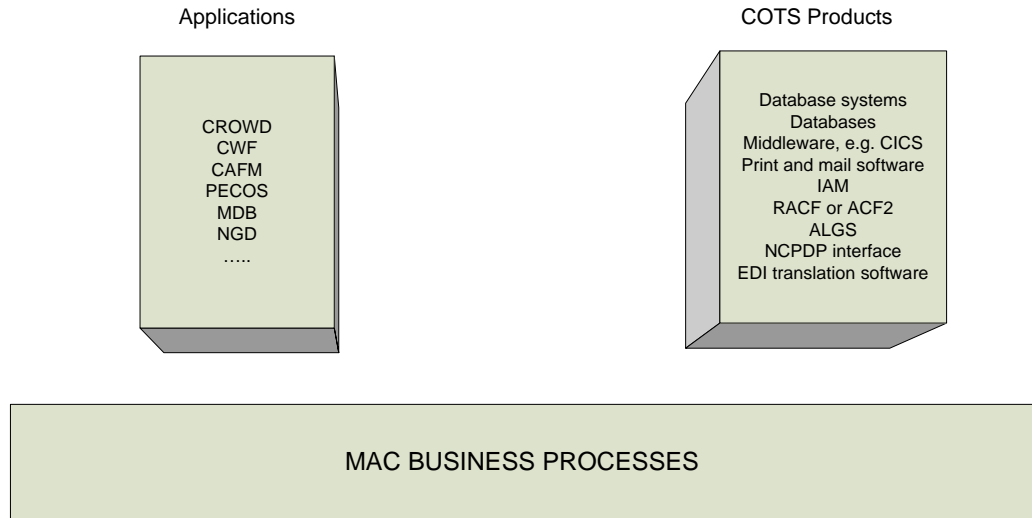 Applications
CROWD
CWF
CAFM
PECOS
MDB
NGD
…..
COTS Products
Database systems
Databases
Middleware, e.g. CICS
Print and mail software
IAM
RACF or ACF2
ALGS
NCPDP interface
EDI translation software
MAC BUSINESS PROCESSES